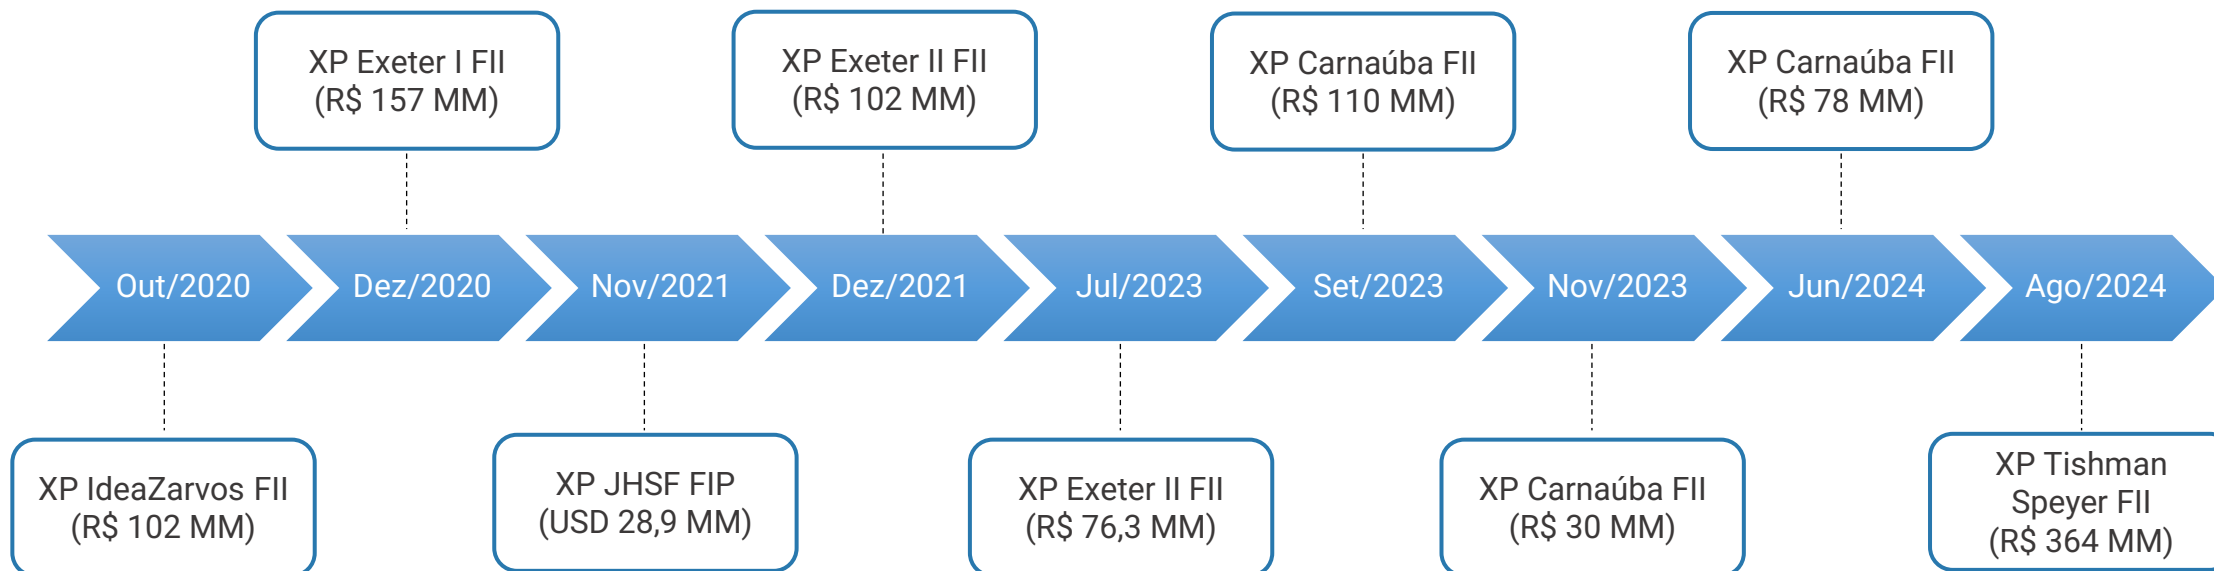 XP Exeter I FII
(R$ 157 MM)
XP Exeter II FII
(R$ 102 MM)
XP Carnaúba FII
(R$ 110 MM)
XP Carnaúba FII
(R$ 78 MM)
Out/2020
Dez/2020
Nov/2021
Dez/2021
Jul/2023
Set/2023
Nov/2023
Jun/2024
Ago/2024
XP IdeaZarvos FII
(R$ 102 MM)
XP JHSF FIP
(USD 28,9 MM)
XP Exeter II FII
(R$ 76,3 MM)
XP Carnaúba FII
(R$ 30 MM)
XP Tishman
Speyer FII
(R$ 364 MM)